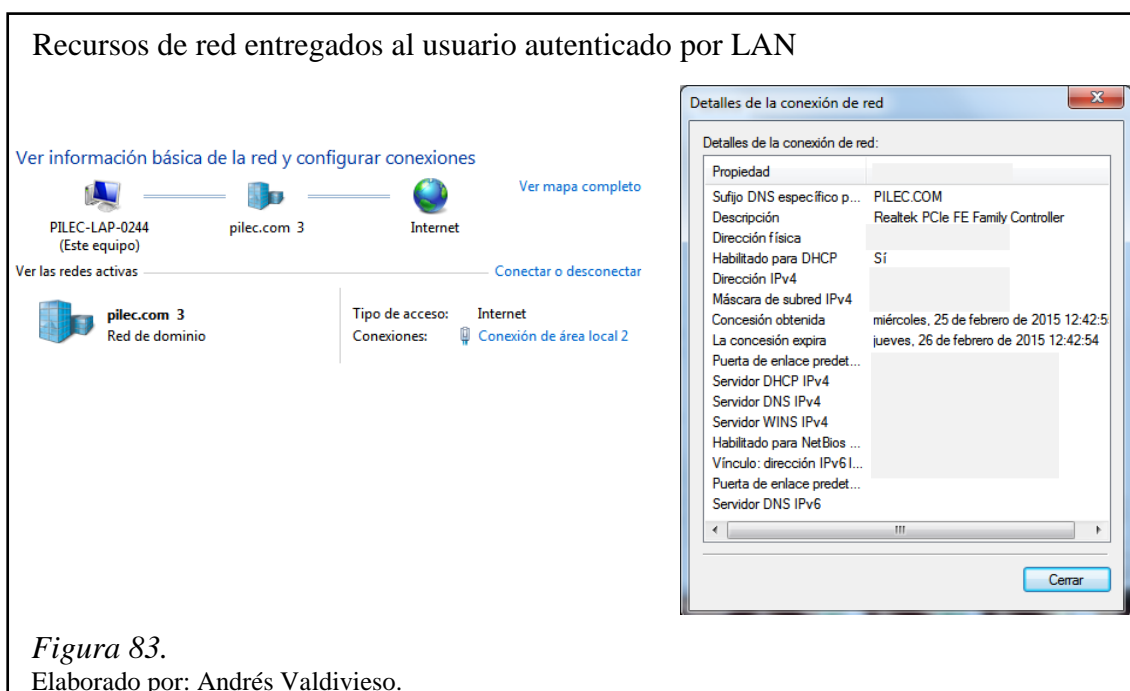 Recursos de red entregados al usuario autenticado por LAN
Ver información básica de la red y configurar conexiones
Ver mapa completo
PILEC-LAP-0244
(Este equipo)
pilec.com 3
Internet
Ver las redes activas
Conectar o desconectar
pilec.com 3
Red de dominio
Tipo de acceso: Internet
Conexiones: Conexión de área local 2
Detalles de la conexión de red
Detalles de la conexión de red:
Propiedad
Sufijo DNS específico p... PILEC.COM
Descripción Realtek PCIe FE Family Controller
Dirección física
Habilitado para DHCP Sí
Dirección IPv4
Máscara de subred IPv4
Concesión obtenida miércoles, 25 de febrero de 2015 12:42:5
La concesión expira jueves, 26 de febrero de 2015 12:42:54
Puerta de enlace predet...
Servidor DHCP IPv4
Servidor DNS IPv4
Servidor WINS IPv4
Habilitado para NetBios ...
Vínculo: dirección IPv6 l...
Puerta de enlace predet...
Servidor DNS IPv6
Cerrar
Figura 83.
Elaborado por: Andrés Valdivieso.